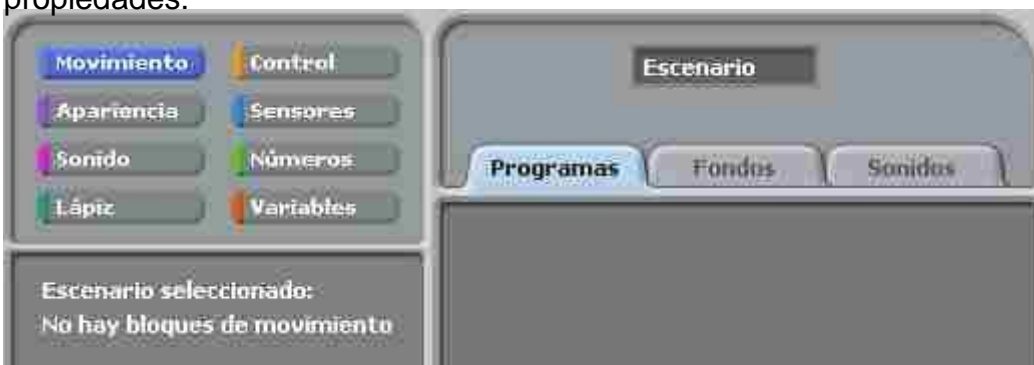 propiedades.
Movimiento Control
Apariencia Sensores
Sonido Números
Lápiz Variables
Escenario seleccionado:
No hay bloques de movimiento
Escenario
Programas Fondos Sonidos